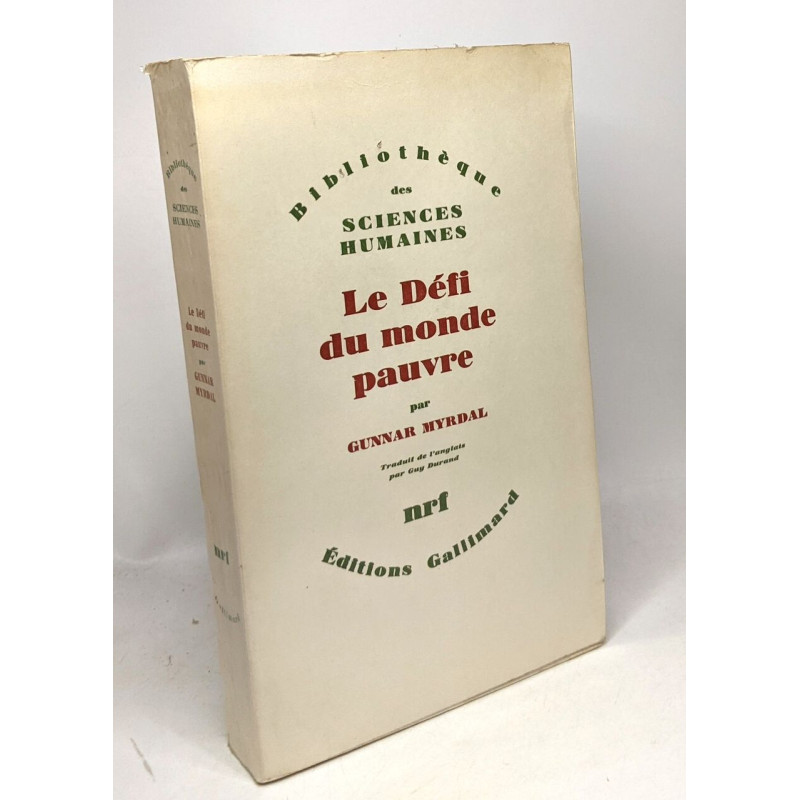 Bibliothèque
des
SCIENCES
HUMAINES
Le Défi
du monde
pauvre
par
GUNNAR MYRDAL
Traduit de l'anglais
par Guy Durand
nrf
Éditions Gallimard
Bibliothèque
des
SCIENCES
HUMAINES
Le Défi
du monde
pauvre
par
GUNNAR
MYRDAL
nrf